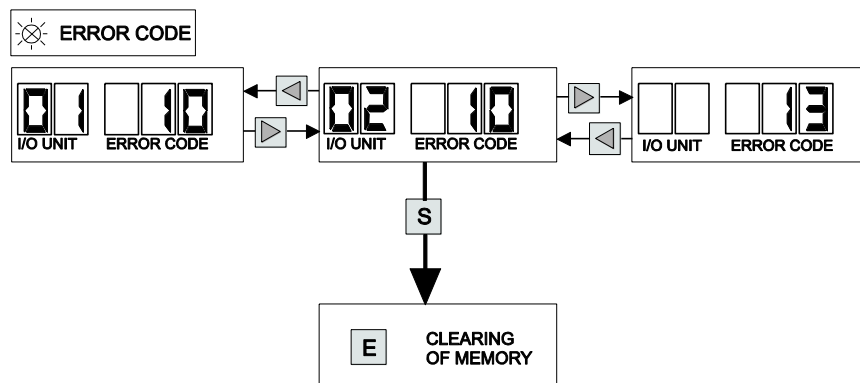 ERROR CODE
01 10
I/O UNIT ERROR CODE
02 10
I/O UNIT ERROR CODE
13
I/O UNIT ERROR CODE
S
E
CLEARING
OF MEMORY